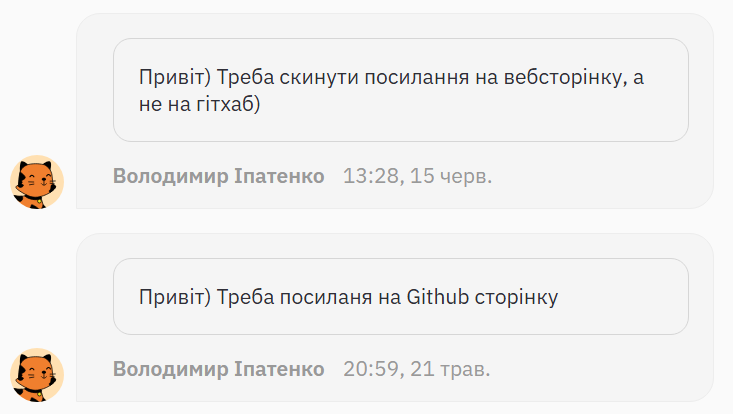 Привіт) Треба скинути посилання на вебсторінку, а
не на гітхаб)
Володимир Іпатенко 13:28, 15 черв.
Привіт) Треба посиланя на Github сторінку
Володимир Іпатенко 20:59, 21 трав.